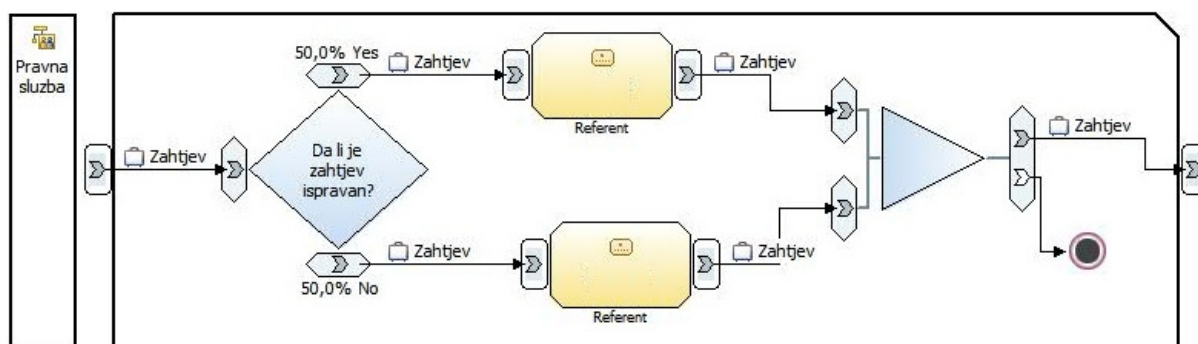 Pravna
sluzba
Zahtjev
50,0% Yes
Da li je
zahtjev
ispravan?
50,0% No
Zahtjev
Referent
Zahtjev
Zahtjev
Referent
Zahtjev
Zahtjev